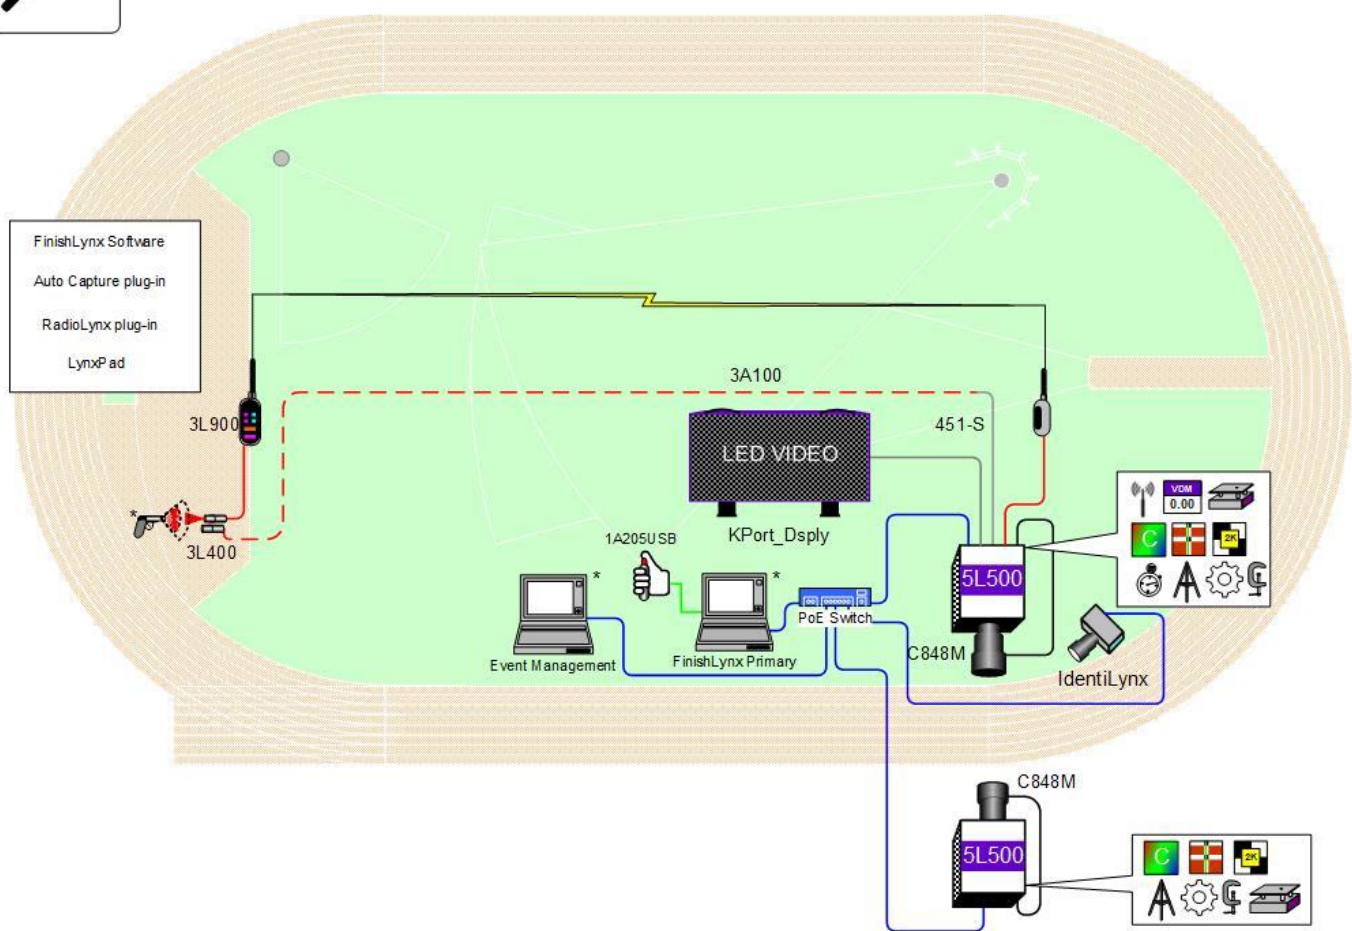 FinishLynx Software
Auto Capture plug-in
RadioLynx plug-in
LynxPad
3A100
3L900
451-S
LED VIDEO
VDM
0.00
*
3L400
KPort_Dsply
C
2K
1A205USB
*
*
5L500
PoE Switch
Event Management
FinishLynx Primary
C848M
IdentiLynx
C848M
5L500
C
2K